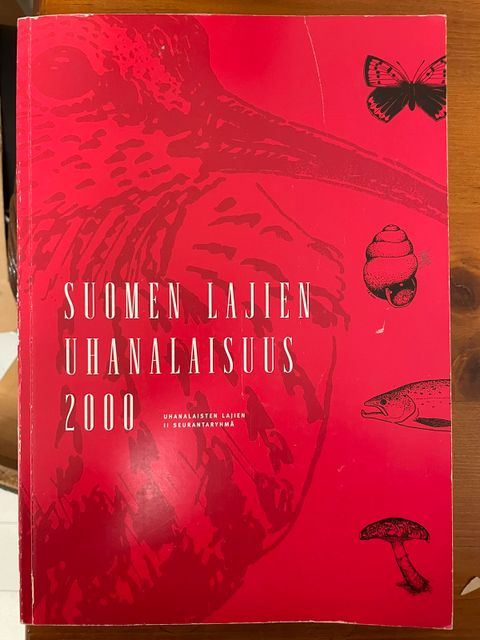 SUOMEN LAJIEN
UHANALAISUUS
2000
UHANALAISTEN LAJIEN
II SEURANTARYHMÄ